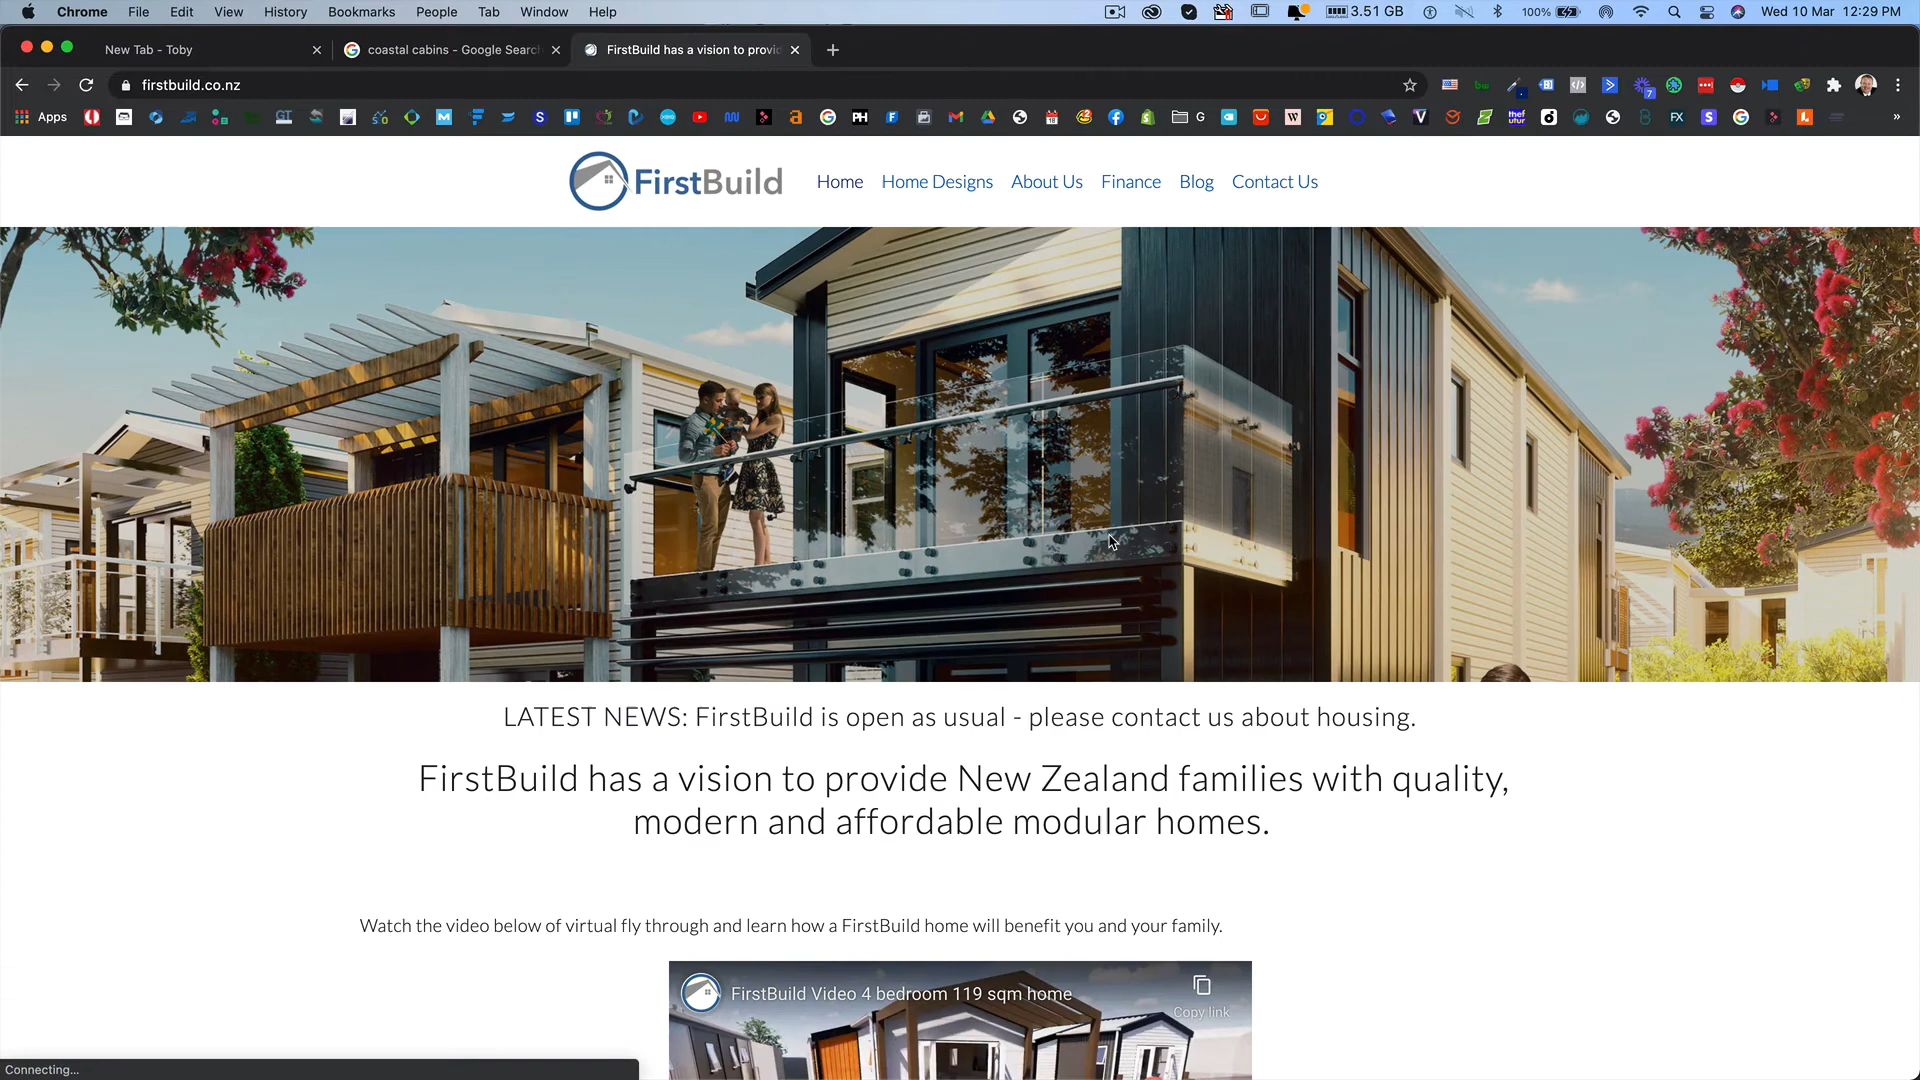 Chrome File Edit View History Bookmarks People Tab Window Help 3.51 GB 100% Wed 10 Mar 12:29 PM
New Tab - Toby coastal cabins - Google Search FirstBuild has a vision to provi
firstbuild.co.nz
7
Apps GT PH G
FirstBuild
Home Home Designs About Us Finance Blog Contact Us
LATEST NEWS: FirstBuild is open as usual - please contact us about housing.
FirstBuild has a vision to provide New Zealand families with quality,
modern and affordable modular homes.
Watch the video below of virtual fly through and learn how a FirstBuild home will benefit you and your family.
FirstBuild Video 4 bedroom 119 sqm home
Copy link
Connecting...